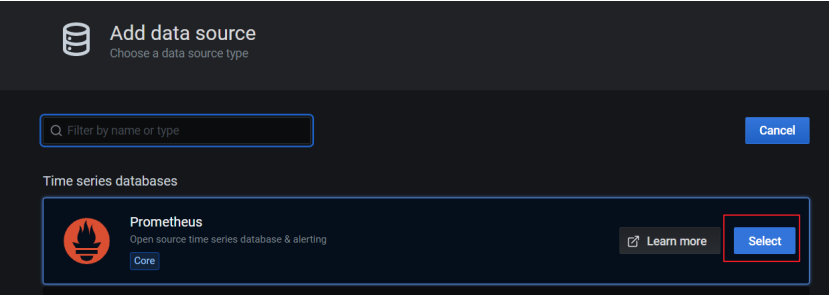 Add data source
Choose a data source type
Filter by name or type
Cancel
Time series databases
Prometheus
Open source time series database & alerting
Core
Learn more
Select